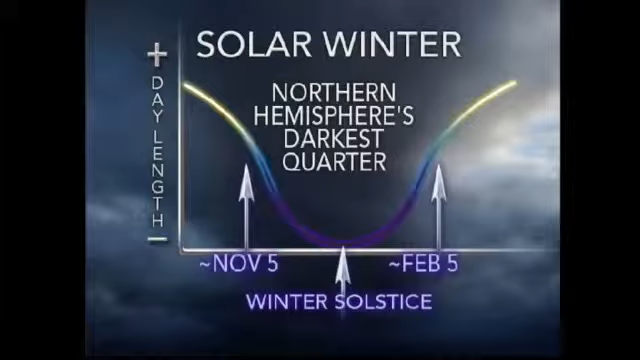 SOLAR WINTER
+
DAY LENGTH
−
NORTHERN
HEMISPHERE'S
DARKEST
QUARTER
~NOV 5
~FEB 5
WINTER SOLSTICE